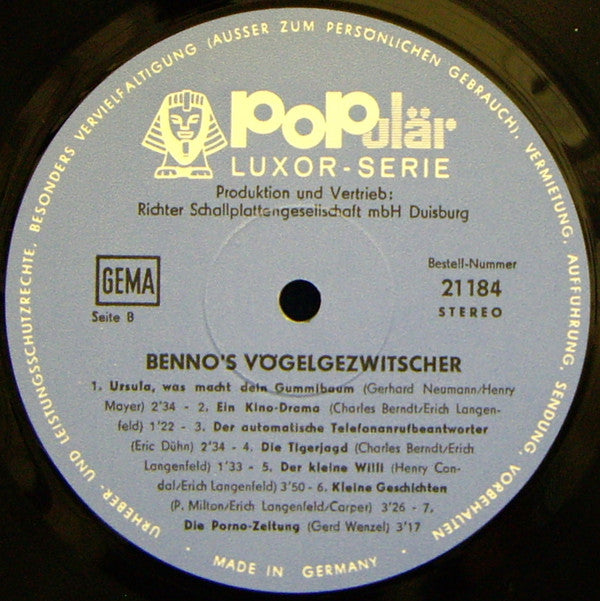 URHEBER- UND LEISTUNGSSCHUTZRECHTE, BESONDERS VERVIELFÄLTIGUNG (AUSSER ZUM PERSÖNLICHEN GEBRAUCH), VERMIETUNG, AUFFÜHRUNG, SENDUNG VORBEHALTEN
POPulär
LUXOR-SERIE
Produktion und Vertrieb:
Richter Schallplattengesellschaft mbH Duisburg
GEMA
Seite B
Bestell-Nummer
21184
STEREO
BENNO'S VÖGELGEZWITSCHER
1. Ursula, was macht dein Gummibaum (Gerhard Neumann/Henry
Mayer) 2'34 - 2. Ein Kino-Drama (Charles Berndt/Erich Langen-
feld) 1'22 - 3. Der automatische Telefonanrufbeantworter
(Eric Dühn) 2'34 - 4. Die Tigerjagd (Charles Berndt/Erich
Langenfeld) 1'33 - 5. Der kleine Willi (Henry Con-
dal/Erich Langenfeld) 3'50 - 6. Kleine Geschichten
(P. Milton/Erich Langenfeld/Carper) 3'26 - 7.
Die Porno-Zeitung (Gerd Wenzel) 3'17
• MADE IN GERMANY •